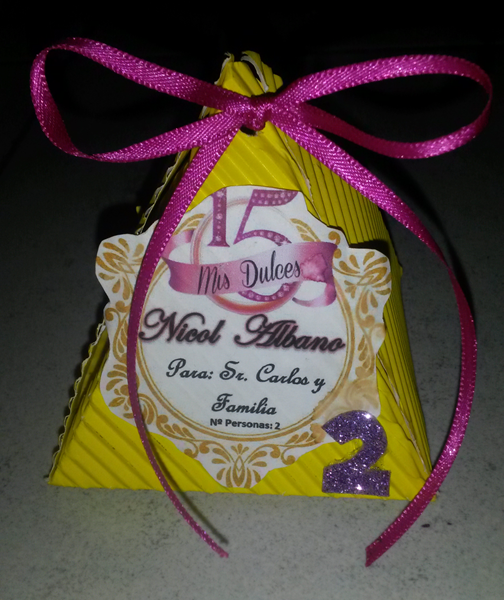 15
Mis Dulces
Nicol Albano
Para: Sr. Carlos y
Familia
Nº Personas: 2
2